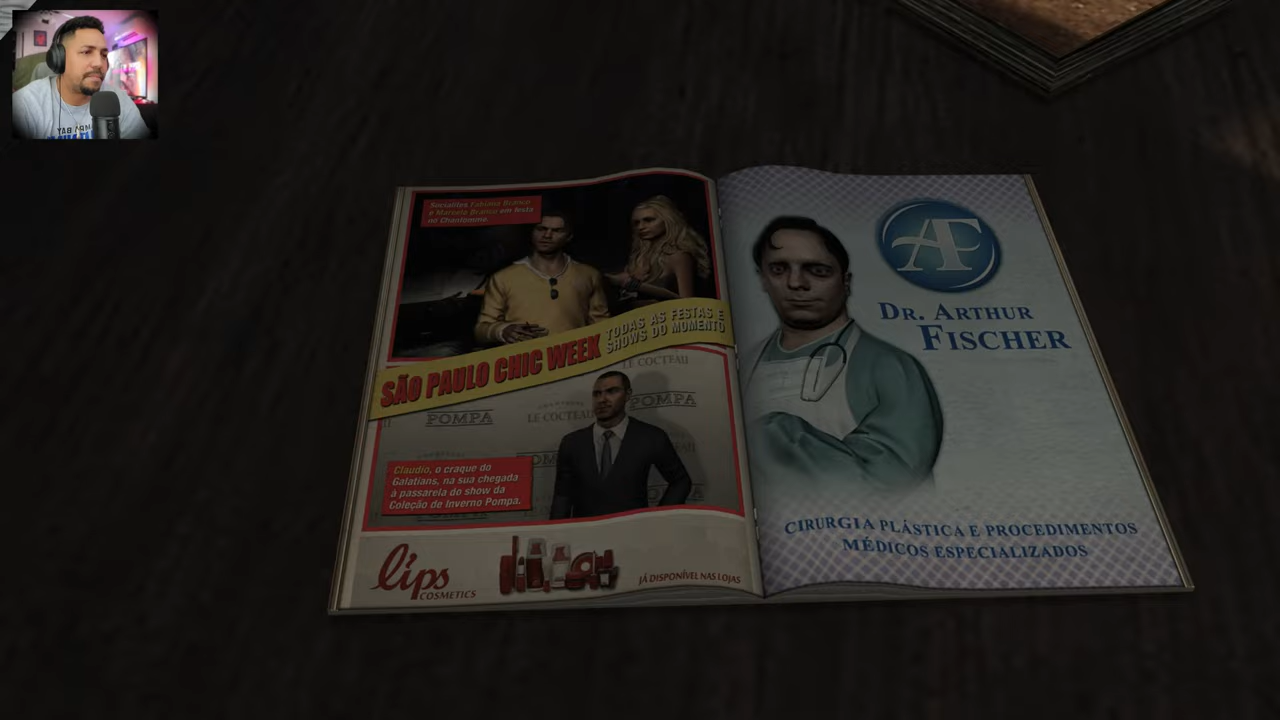 Socialites Fabiana Branco
e Marcelo Branco em festa
no Chantomme.
TODAS AS FESTAS E
SHOWS DO MOMENTO
SÃO PAULO CHIC WEEK
LE COCTEAU
POMPA
LE COCTEAU
POMPA
Claudio, o craque do
Galatians, na sua chegada
à passarela do show da
Coleção de Inverno Pompa.
lips
COSMETICS
JÁ DISPONÍVEL NAS LOJAS
AF
DR. ARTHUR
FISCHER
CIRURGIA PLÁSTICA E PROCEDIMENTOS
MÉDICOS ESPECIALIZADOS